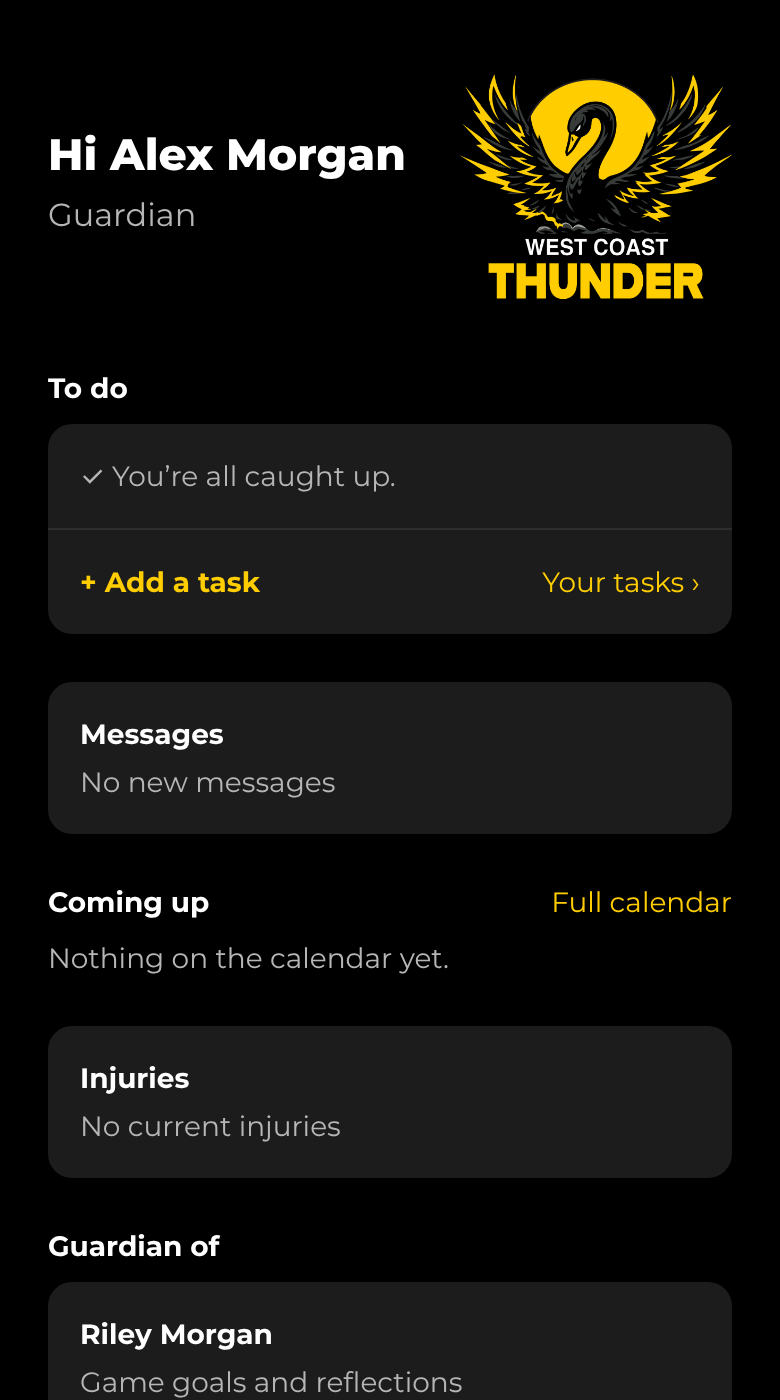 Hi Alex Morgan
Guardian
WEST COAST
THUNDER
To do
✓ You’re all caught up.
+ Add a task
Your tasks ›
Messages
No new messages
Coming up
Full calendar
Nothing on the calendar yet.
Injuries
No current injuries
Guardian of
Riley Morgan
Game goals and reflections